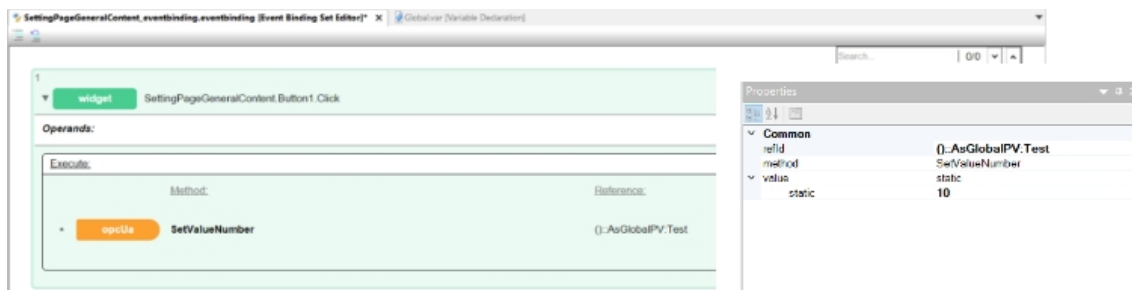 SettingPageGeneralContent_eventbinding.eventbinding [Event Binding Set Editor]* X Global.var [Variable Declaration]
Search... 0/0
1
widget SettingPageGeneralContent.Button1.Click
Operands:
Execute:
Method: Reference:
opcUa SetValueNumber ()::AsGlobalPV:Test
Properties
Common
refId ()::AsGlobalPV:Test
method SetValueNumber
value static
static 10